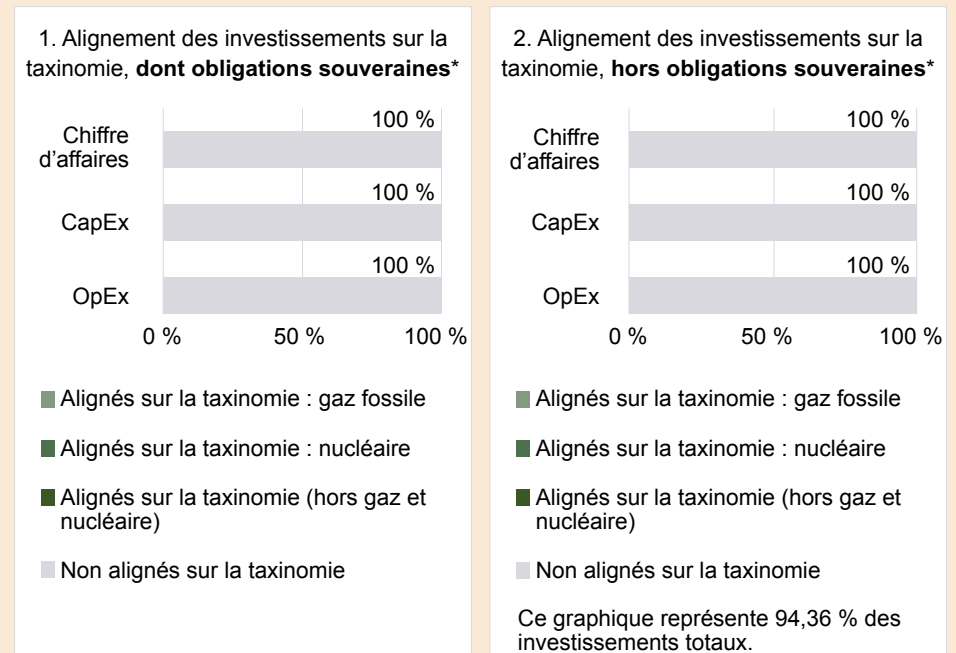 1. Alignement des investissements sur la
taxinomie, dont obligations souveraines*
100 %
Chiffre
d’affaires
100 %
CapEx
100 %
OpEx
0 %
50 %
100 %
Alignés sur la taxinomie : gaz fossile
Alignés sur la taxinomie : nucléaire
Alignés sur la taxinomie (hors gaz et
nucléaire)
Non alignés sur la taxinomie
2. Alignement des investissements sur la
taxinomie, hors obligations souveraines*
100 %
Chiffre
d’affaires
100 %
CapEx
100 %
OpEx
0 %
50 %
100 %
Alignés sur la taxinomie : gaz fossile
Alignés sur la taxinomie : nucléaire
Alignés sur la taxinomie (hors gaz et
nucléaire)
Non alignés sur la taxinomie
Ce graphique représente 94,36 % des
investissements totaux.